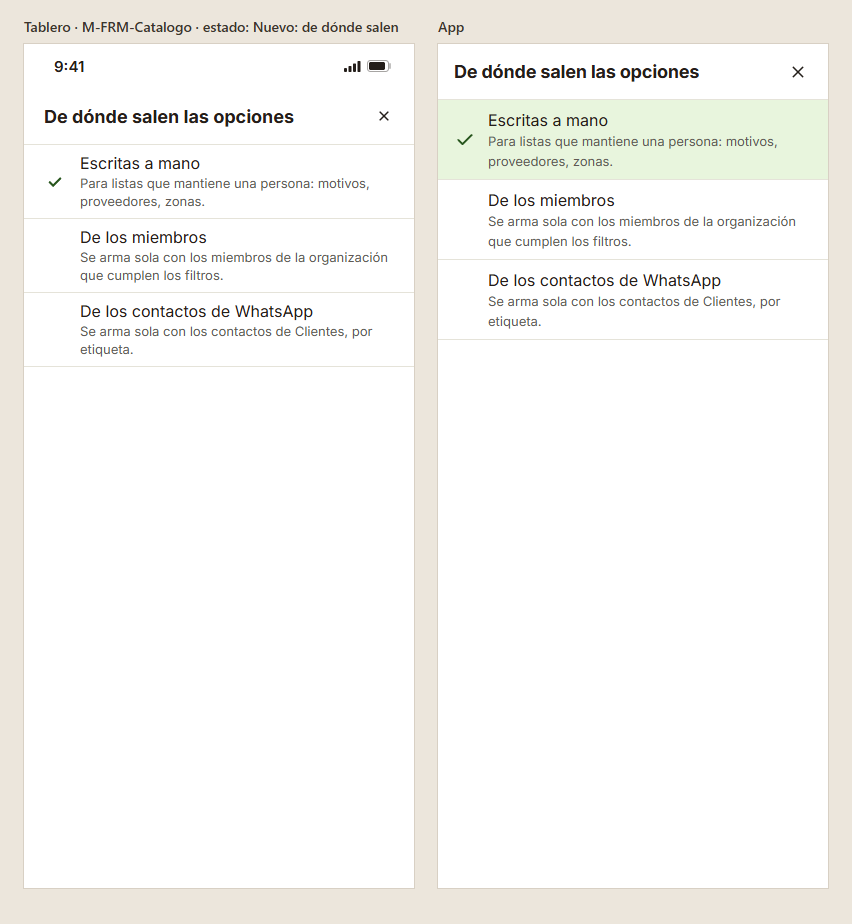 Tablero · M-FRM-Catalogo · estado: Nuevo: de dónde salen
9:41
De dónde salen las opciones
Escritas a mano
Para listas que mantiene una persona: motivos,
proveedores, zonas.
De los miembros
Se arma sola con los miembros de la organización
que cumplen los filtros.
De los contactos de WhatsApp
Se arma sola con los contactos de Clientes, por
etiqueta.
App
De dónde salen las opciones
Escritas a mano
Para listas que mantiene una persona: motivos,
proveedores, zonas.
De los miembros
Se arma sola con los miembros de la organización
que cumplen los filtros.
De los contactos de WhatsApp
Se arma sola con los contactos de Clientes, por
etiqueta.